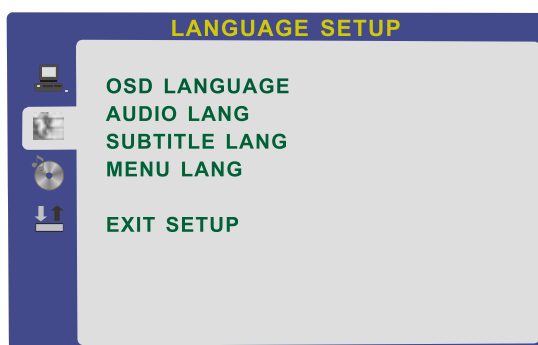 LANGUAGE SETUP
OSD LANGUAGE
AUDIO LANG
SUBTITLE LANG
MENU LANG
EXIT SETUP